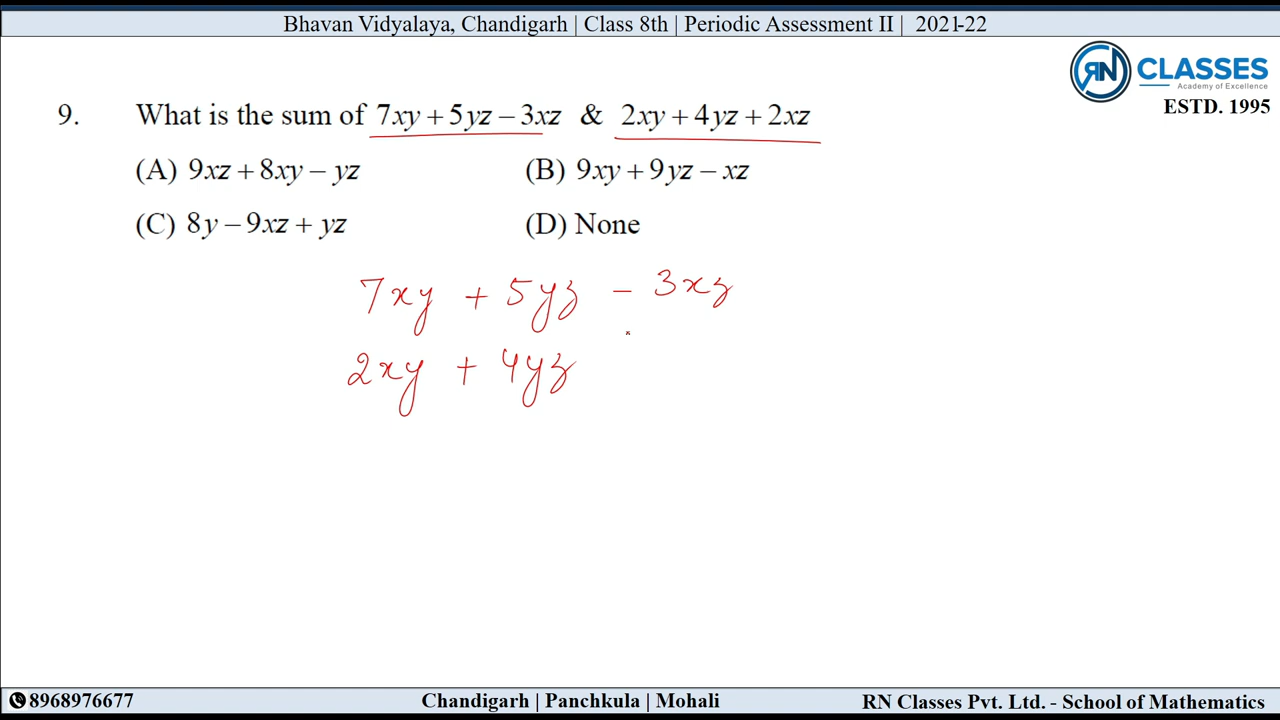 Bhavan Vidyalaya, Chandigarh | Class 8th | Periodic Assessment II | 2021-22
RN CLASSES
Academy of Excellence
ESTD. 1995
9. What is the sum of 7xy + 5yz − 3xz & 2xy + 4yz + 2xz
(A) 9xz + 8xy − yz (B) 9xy + 9yz − xz
(C) 8y − 9xz + yz (D) None
7xy + 5yz − 3xz
2xy + 4yz
8968976677 Chandigarh | Panchkula | Mohali RN Classes Pvt. Ltd. - School of Mathematics